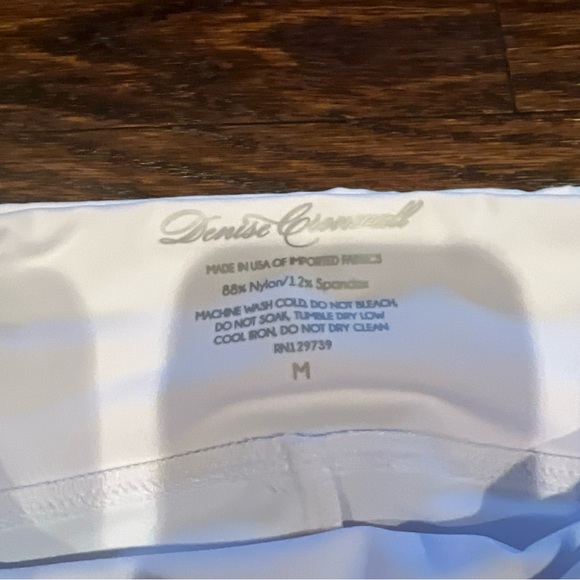 Denise Cronwall
MADE IN USA OF IMPORTED FABRICS
88% Nylon/12% Spandex
MACHINE WASH COLD, DO NOT BLEACH,
DO NOT SOAK, TUMBLE DRY LOW
COOL IRON, DO NOT DRY CLEAN
RN129739
M